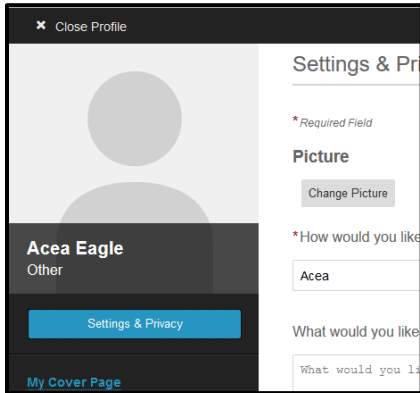 × Close Profile
Acea Eagle
Other
Settings & Privacy
My Cover Page
Settings & Pri
* Required Field
Picture
Change Picture
* How would you like
Acea
What would you like
What would you li